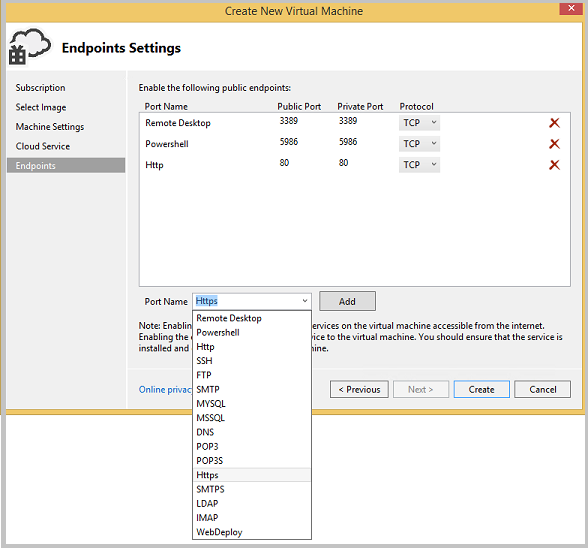 Create New Virtual Machine
Endpoints Settings
Subscription
Select Image
Machine Settings
Cloud Service
Endpoints
Enable the following public endpoints:
Port Name Public Port Private Port Protocol
Remote Desktop 3389 3389 TCP
Powershell 5986 5986 TCP
Http 80 80 TCP
Port Name Https Add
Remote Desktop
Powershell
Http
SSH
FTP
SMTP
MYSQL
MSSQL
DNS
POP3
POP3S
Https
SMTPS
LDAP
IMAP
WebDeploy
Note: Enablin services on the virtual machine accessible from the internet.
Enabling the vice to the virtual machine. You should ensure that the service is
installed and hine.
Online privac
< Previous Next > Create Cancel